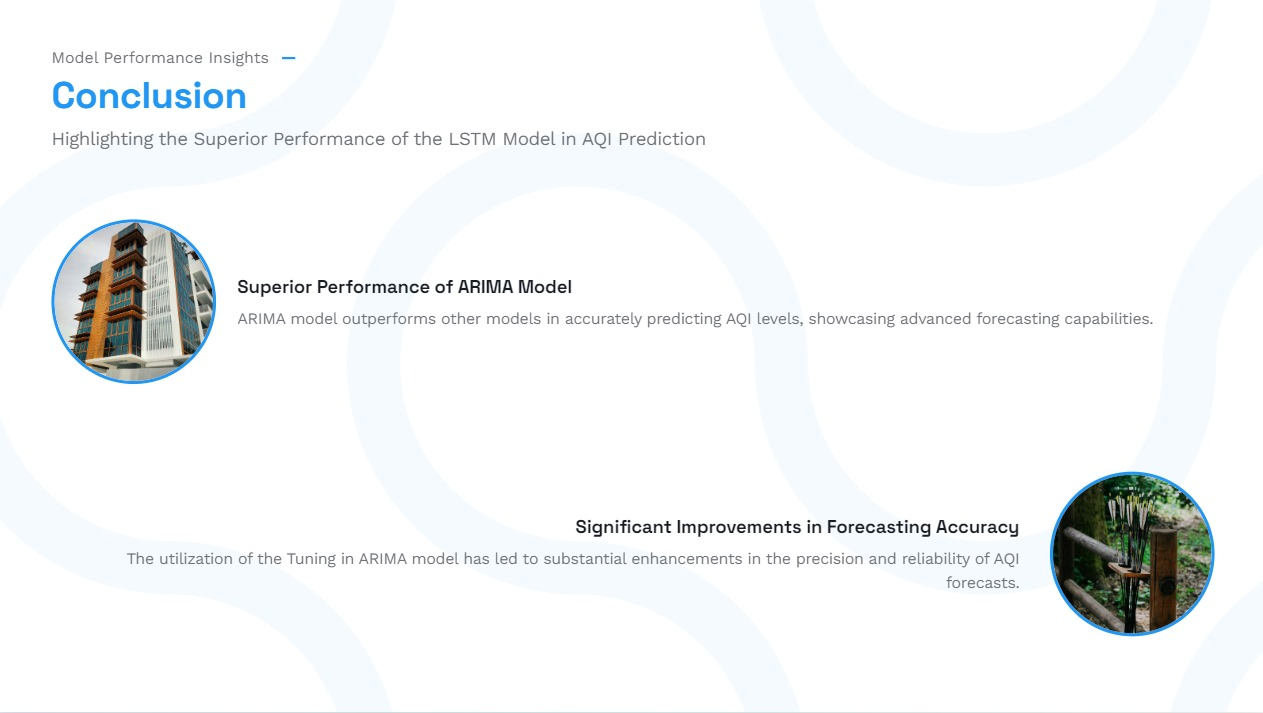 Model Performance Insights
Conclusion
Highlighting the Superior Performance of the LSTM Model in AQI Prediction
Superior Performance of ARIMA Model
ARIMA model outperforms other models in accurately predicting AQI levels, showcasing advanced forecasting capabilities.
Significant Improvements in Forecasting Accuracy
The utilization of the Tuning in ARIMA model has led to substantial enhancements in the precision and reliability of AQI
forecasts.